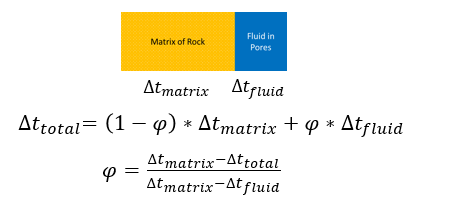 Matrix of Rock
Fluid in
Pores
Δt_matrix Δt_fluid
Δt_total= (1 − φ) * Δt_matrix + φ * Δt_fluid
φ = (Δt_matrix−Δt_total)/(Δt_matrix−Δt_fluid)